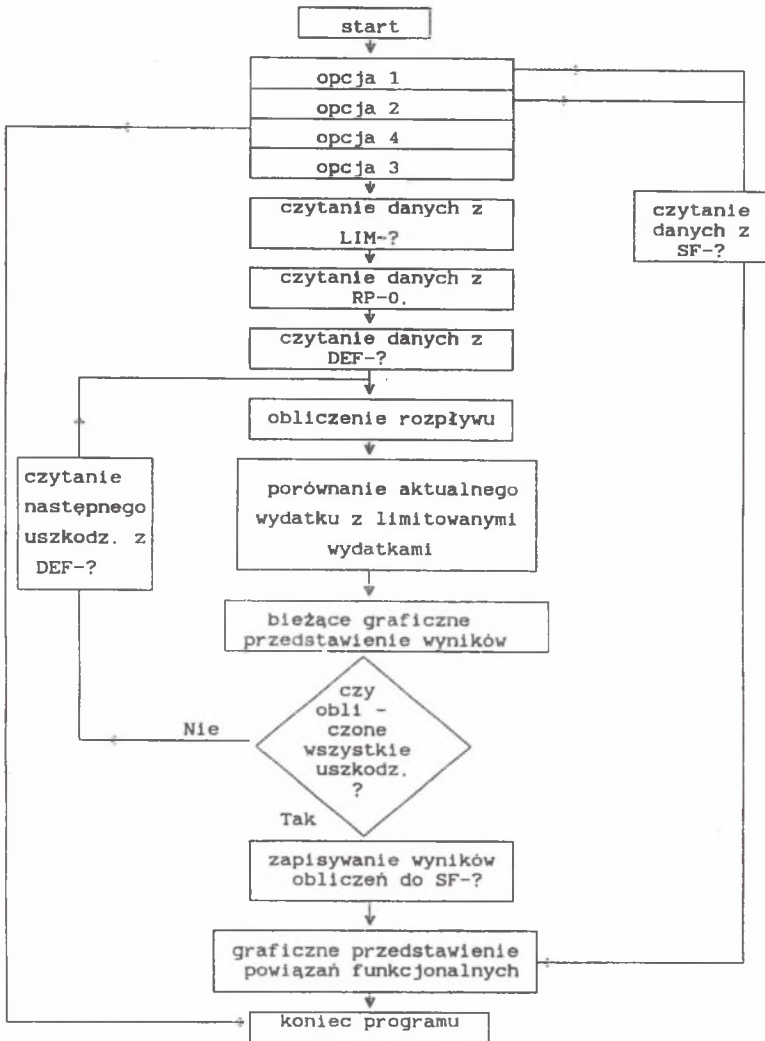 start
opcja 1
opcja 2
opcja 4
opcja 3
czytanie danych z
LIM-?
czytanie danych z
RP-0.
czytanie danych z
DEF-?
czytanie
danych z
SF-?
obliczenie rozpływu
czytanie
następnego
uszkodz. z
DEF-?
porównanie aktualnego
wydatku z limitowanymi
wydatkami
bieżące graficzne
przedstawienie wyników
czy
obli -
czone
wszystkie
uszkodz.
?
Nie
Tak
zapisywanie wyników
obliczeń do SF-?
graficzne przedstawienie
powiązań funkcjonalnych
koniec programu